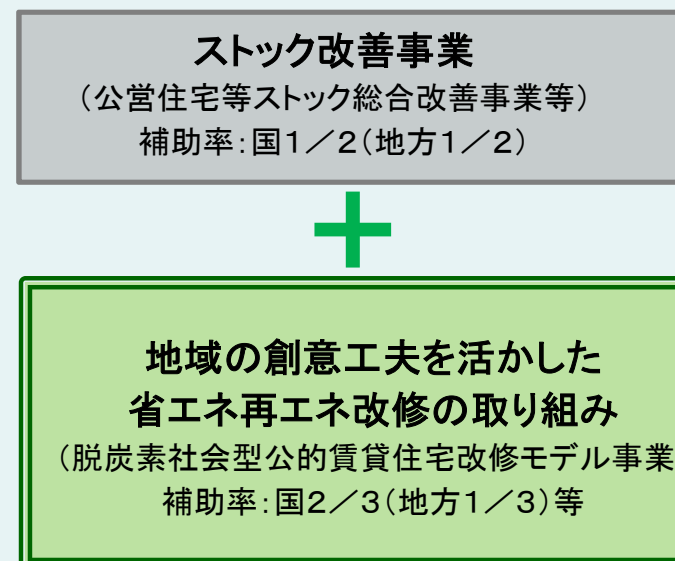 ストック改善事業
（公営住宅等ストック総合改善事業等）
補助率：国１／２（地方１／２）
＋
地域の創意工夫を活かした
省エネ再エネ改修の取り組み
（脱炭素社会型公的賃貸住宅改修モデル事業
補助率：国２／３（地方１／３）等